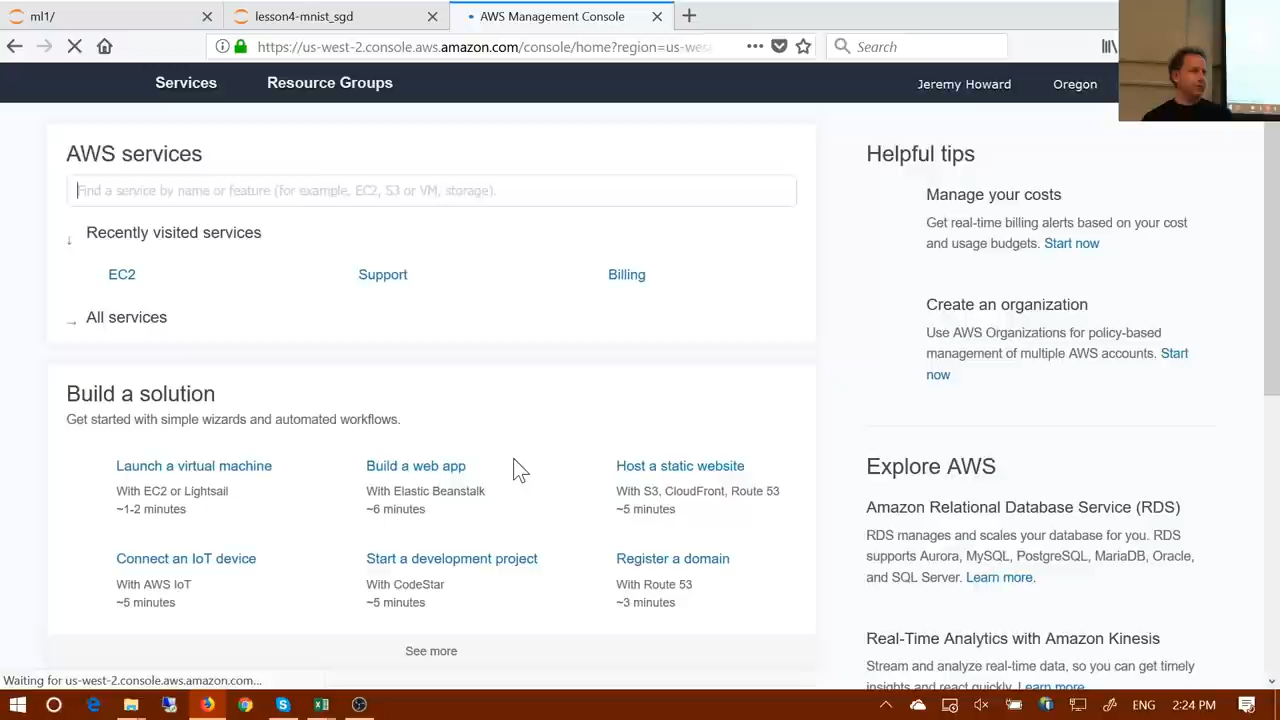 ml1/
lesson4-mnist_sgd
AWS Management Console
https://us-west-2.console.aws.amazon.com/console/home?region=us-wes
Search
Services
Resource Groups
Jeremy Howard
Oregon
AWS services
Find a service by name or feature (for example, EC2, S3 or VM, storage).
Recently visited services
EC2
Support
Billing
All services
Build a solution
Get started with simple wizards and automated workflows.
Launch a virtual machine
With EC2 or Lightsail
~1-2 minutes
Build a web app
With Elastic Beanstalk
~6 minutes
Host a static website
With S3, CloudFront, Route 53
~5 minutes
Connect an IoT device
With AWS IoT
~5 minutes
Start a development project
With CodeStar
~5 minutes
Register a domain
With Route 53
~3 minutes
See more
Helpful tips
Manage your costs
Get real-time billing alerts based on your cost
and usage budgets. Start now
Create an organization
Use AWS Organizations for policy-based
management of multiple AWS accounts. Start
now
Explore AWS
Amazon Relational Database Service (RDS)
RDS manages and scales your database for you. RDS
supports Aurora, MySQL, PostgreSQL, MariaDB, Oracle,
and SQL Server. Learn more.
Real-Time Analytics with Amazon Kinesis
Stream and analyze real-time data, so you can get timely
insights and react quickly. Learn more
Waiting for us-west-2.console.aws.amazon.com...
ENG
2:24 PM